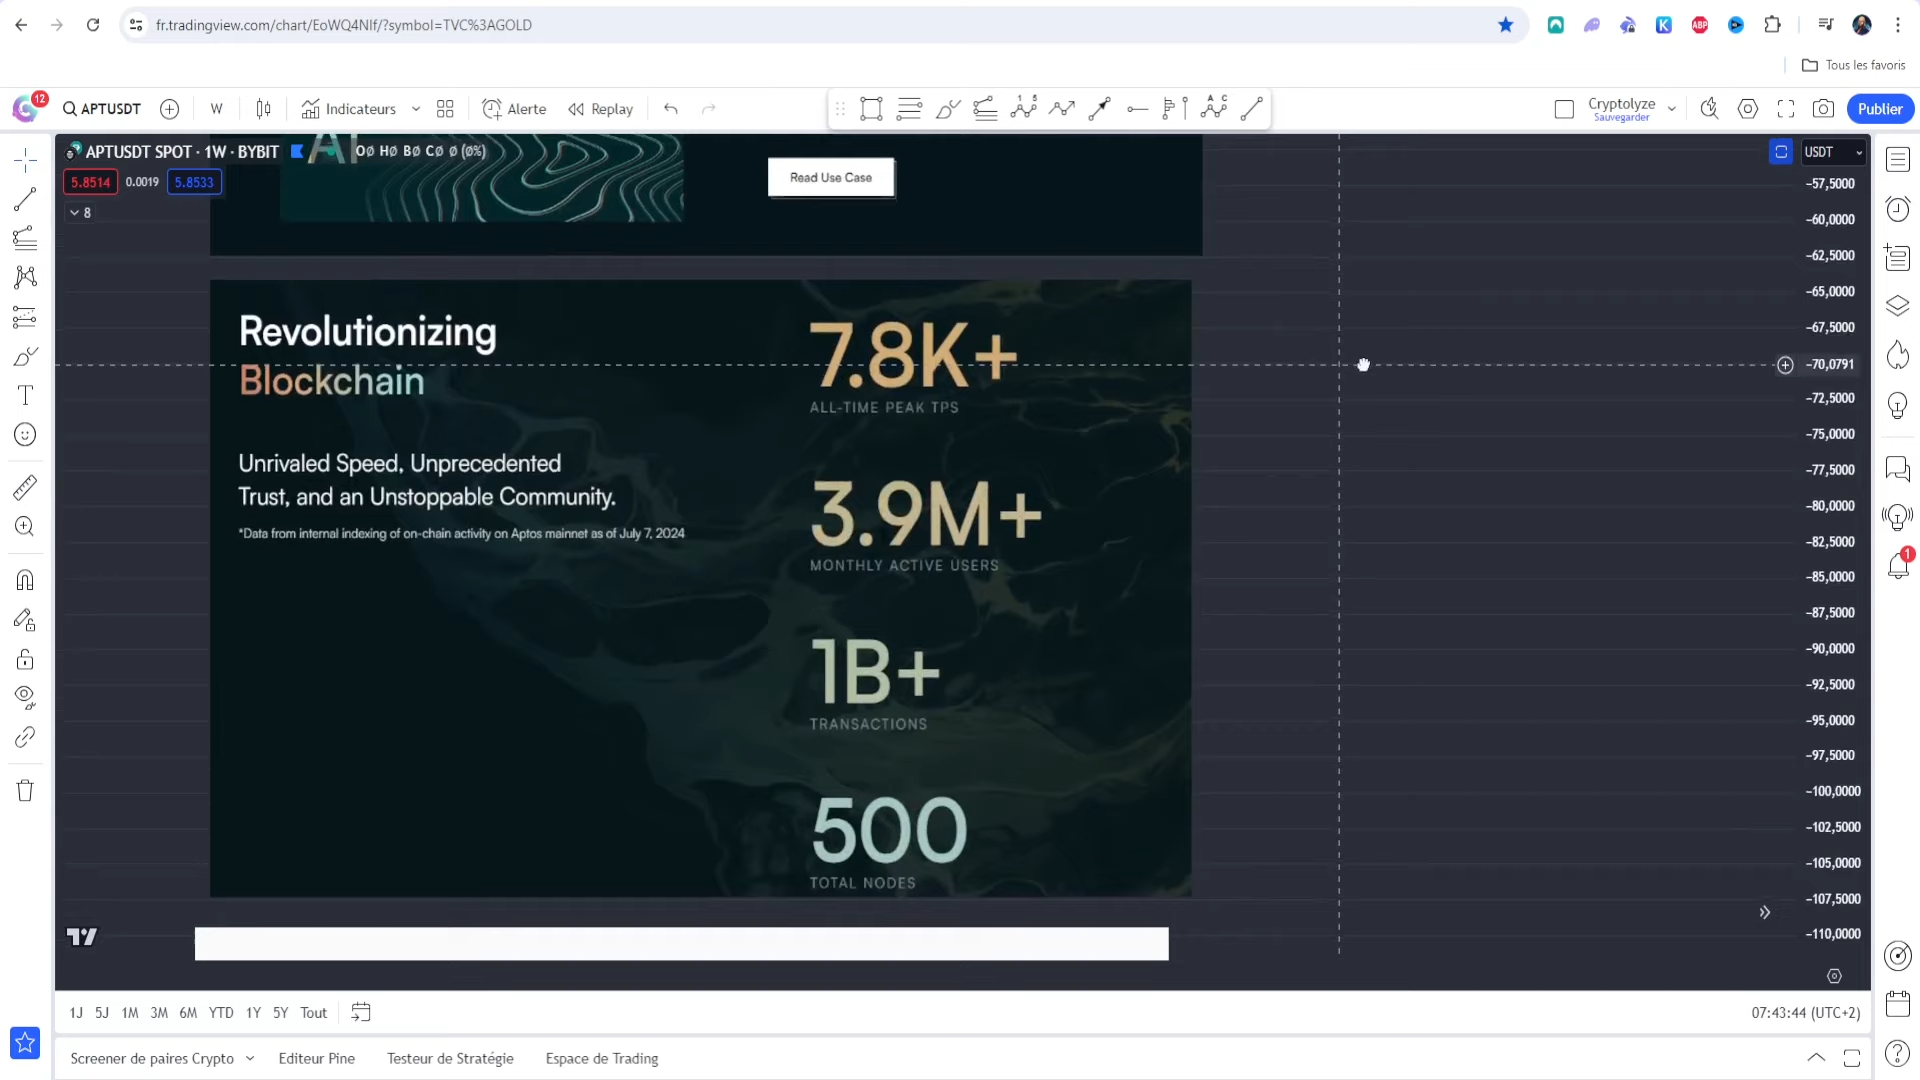 fr.tradingview.com/chart/EoWQ4Nlf/?symbol=TVC%3AGOLD
ABP
Tous les favoris
12
APTUSDT
W
Indicateurs
Alerte
Replay
1 5
A C
Cryptolyze
Sauvegarder
Publier
APTUSDT SPOT · 1W · BYBIT
O∅ H∅ B∅ C∅ ∅ (0%)
AI
USDT
5.8514
0.0019
5.8533
8
Read Use Case
−57,5000
−60,0000
−62,5000
−65,0000
−67,5000
−70,0791
−72,5000
−75,0000
−77,5000
−80,0000
−82,5000
−85,0000
−87,5000
−90,0000
−92,5000
−95,0000
−97,5000
−100,0000
−102,5000
−105,0000
−107,5000
−110,0000
Revolutionizing
Blockchain
Unrivaled Speed, Unprecedented
Trust, and an Unstoppable Community.
*Data from internal indexing of on-chain activity on Aptos mainnet as of July 7, 2024
7.8K+
ALL-TIME PEAK TPS
3.9M+
MONTHLY ACTIVE USERS
1B+
TRANSACTIONS
500
TOTAL NODES
1
1J 5J 1M 3M 6M YTD 1Y 5Y Tout
07:43:44 (UTC+2)
Screener de paires Crypto
Editeur Pine
Testeur de Stratégie
Espace de Trading